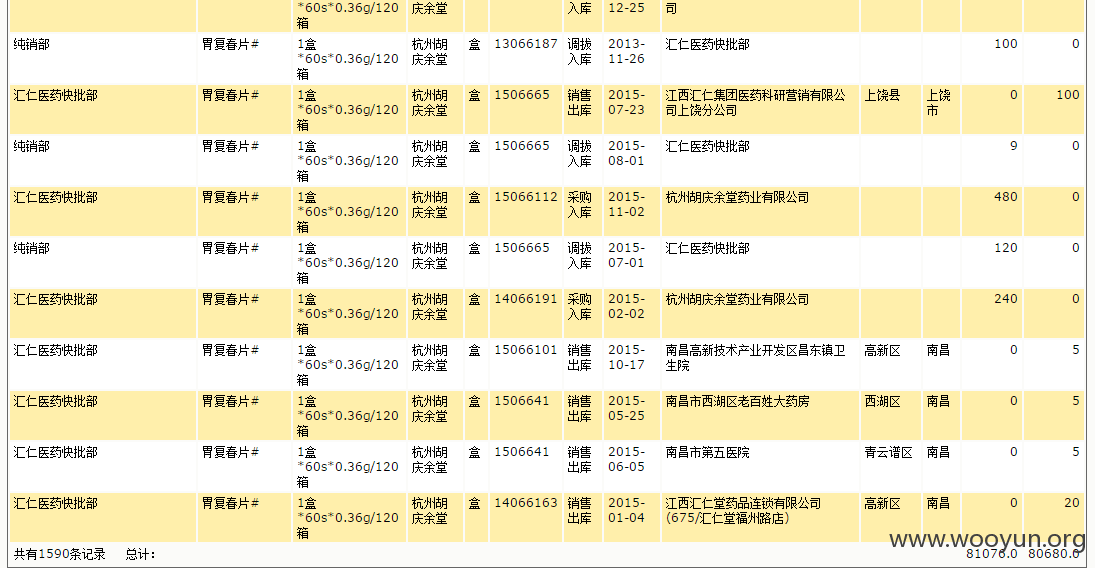 *60s*0.36g/120 庆余堂 入库 12-25 司
箱
纯销部 胃复春片# 1盒 杭州胡 盒 13066187 调拔 2013- 汇仁医药快批部 100 0
*60s*0.36g/120 庆余堂 入库 11-26
箱
汇仁医药快批部 胃复春片# 1盒 杭州胡 盒 1506665 销售 2015- 江西汇仁集团医药科研营销有限公 上饶县 上饶 0 100
*60s*0.36g/120 庆余堂 出库 07-23 司上饶分公司 市
箱
纯销部 胃复春片# 1盒 杭州胡 盒 1506665 调拔 2015- 汇仁医药快批部 9 0
*60s*0.36g/120 庆余堂 入库 08-01
箱
汇仁医药快批部 胃复春片# 1盒 杭州胡 盒 15066112 采购 2015- 杭州胡庆余堂药业有限公司 480 0
*60s*0.36g/120 庆余堂 入库 11-02
箱
纯销部 胃复春片# 1盒 杭州胡 盒 1506665 调拔 2015- 汇仁医药快批部 120 0
*60s*0.36g/120 庆余堂 入库 07-01
箱
汇仁医药快批部 胃复春片# 1盒 杭州胡 盒 14066191 采购 2015- 杭州胡庆余堂药业有限公司 240 0
*60s*0.36g/120 庆余堂 入库 02-02
箱
汇仁医药快批部 胃复春片# 1盒 杭州胡 盒 15066101 销售 2015- 南昌高新技术产业开发区昌东镇卫 高新区 南昌 0 5
*60s*0.36g/120 庆余堂 出库 10-17 生院
箱
汇仁医药快批部 胃复春片# 1盒 杭州胡 盒 1506641 销售 2015- 南昌市西湖区老百姓大药房 西湖区 南昌 0 5
*60s*0.36g/120 庆余堂 出库 05-25
箱
汇仁医药快批部 胃复春片# 1盒 杭州胡 盒 1506641 销售 2015- 南昌市第五医院 青云谱区 南昌 0 5
*60s*0.36g/120 庆余堂 出库 06-05
箱
汇仁医药快批部 胃复春片# 1盒 杭州胡 盒 14066163 销售 2015- 江西汇仁堂药品连锁有限公司 高新区 南昌 0 20
*60s*0.36g/120 庆余堂 出库 01-04 (675/汇仁堂福州路店)
箱
www.wooyun.org
共有1590条记录 总计: 81076.0 80680.0